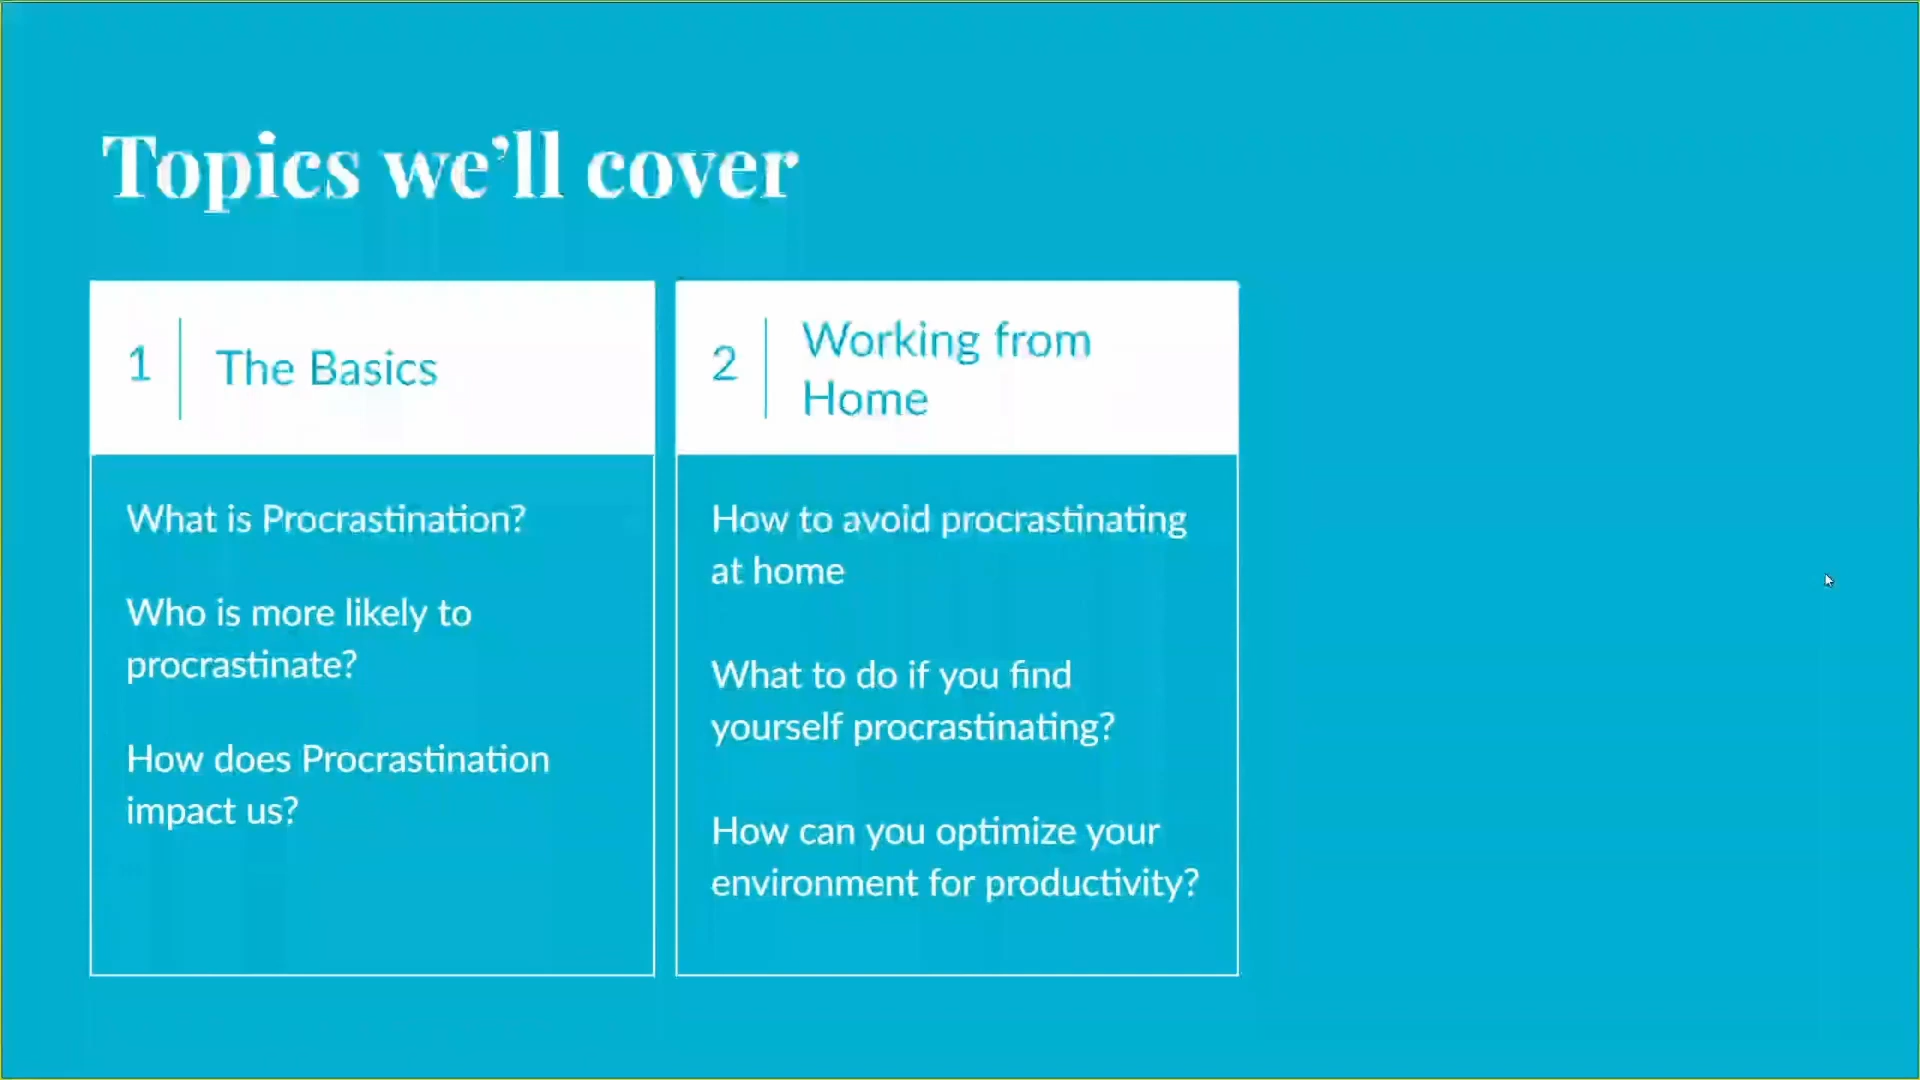 Topics we’ll cover
1
The Basics
What is Procrastination?
Who is more likely to
procrastinate?
How does Procrastination
impact us?
2
Working from
Home
How to avoid procrastinating
at home
What to do if you find
yourself procrastinating?
How can you optimize your
environment for productivity?